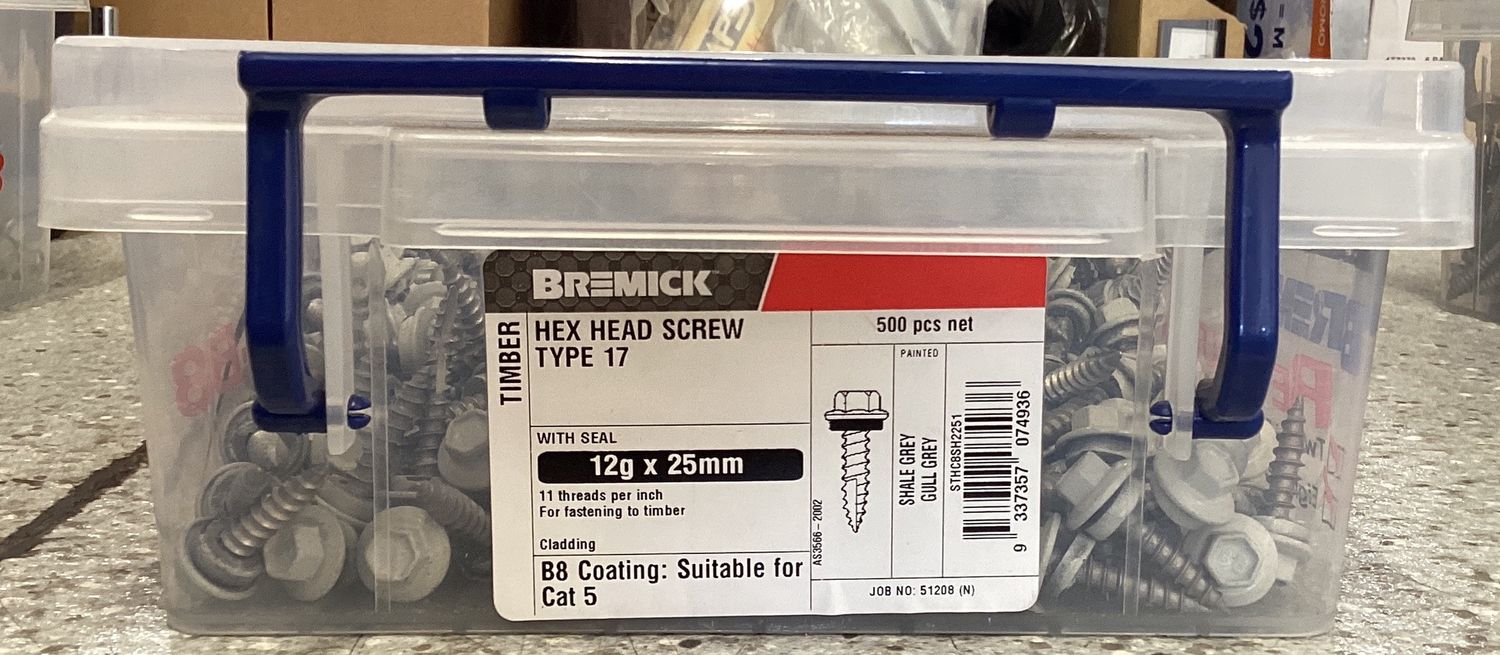 BREMICK
TIMBER
HEX HEAD SCREW
TYPE 17
WITH SEAL
12g x 25mm
11 threads per inch
For fastening to timber
Cladding
B8 Coating: Suitable for
Cat 5
500 pcs net
AS3566 – 2002
PAINTED
SHALE GREY
GULL GREY
STHC8SH2251
9 337357 074936
JOB NO: 51208 (N)